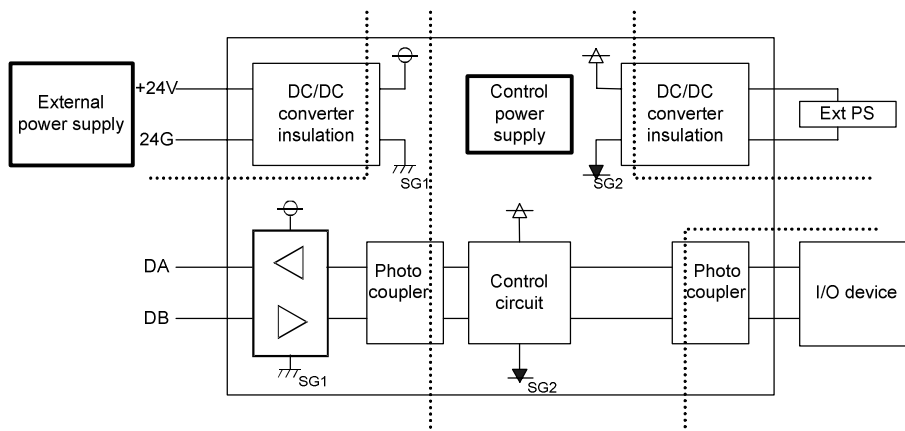 External
power supply
+24V
24G
DC/DC
converter
insulation
SG1
Control
power
supply
DC/DC
converter
insulation
SG2
Ext PS
DA
DB
SG1
Photo
coupler
Control
circuit
SG2
Photo
coupler
I/O device